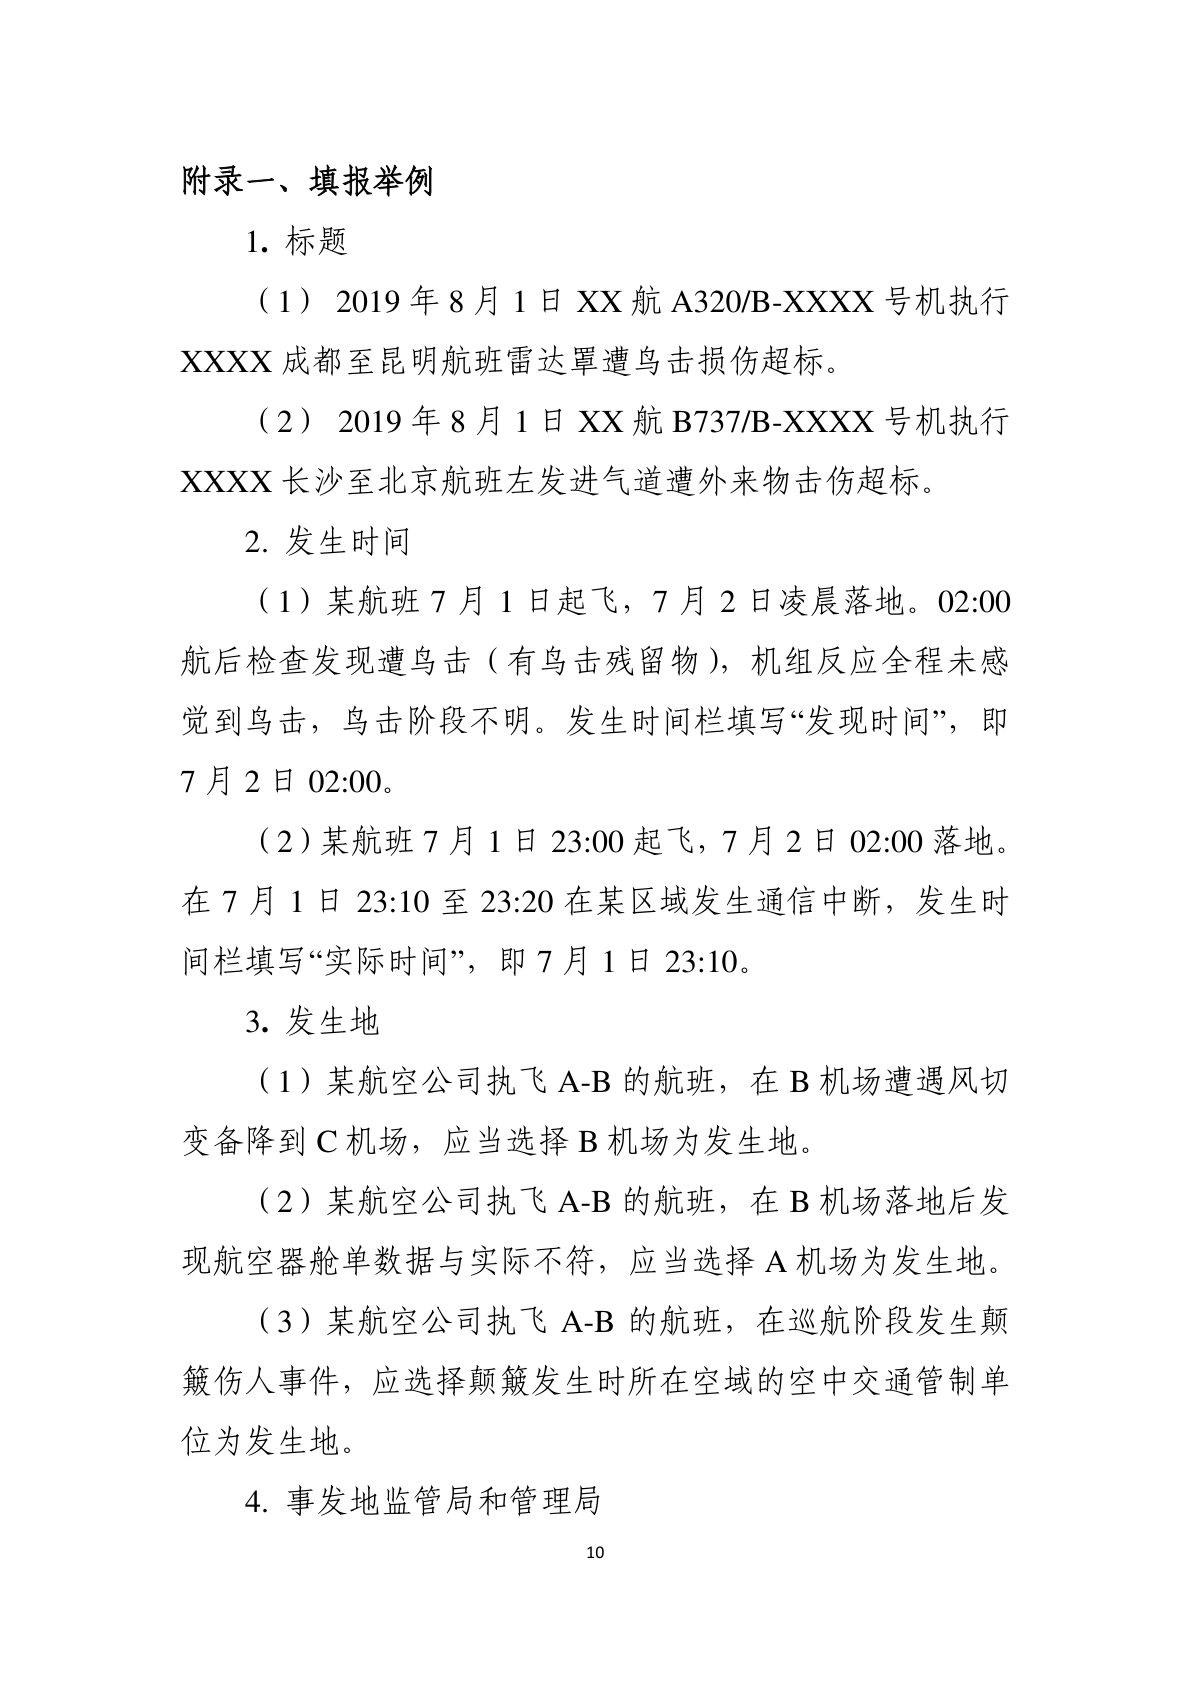 附录一、填报举例
1. 标题
（1） 2019 年 8 月 1 日 XX 航 A320/B-XXXX 号机执行
XXXX 成都至昆明航班雷达罩遭鸟击损伤超标。
（2） 2019 年 8 月 1 日 XX 航 B737/B-XXXX 号机执行
XXXX 长沙至北京航班左发进气道遭外来物击伤超标。
2. 发生时间
（1）某航班 7 月 1 日起飞，7 月 2 日凌晨落地。02:00
航后检查发现遭鸟击（有鸟击残留物），机组反应全程未感
觉到鸟击，鸟击阶段不明。发生时间栏填写“发现时间”，即
7 月 2 日 02:00。
（2）某航班 7 月 1 日 23:00 起飞，7 月 2 日 02:00 落地。
在 7 月 1 日 23:10 至 23:20 在某区域发生通信中断，发生时
间栏填写“实际时间”，即 7 月 1 日 23:10。
3. 发生地
（1）某航空公司执飞 A-B 的航班，在 B 机场遭遇风切
变备降到 C 机场，应当选择 B 机场为发生地。
（2）某航空公司执飞 A-B 的航班，在 B 机场落地后发
现航空器舱单数据与实际不符，应当选择 A 机场为发生地。
（3）某航空公司执飞 A-B 的航班，在巡航阶段发生颠
簸伤人事件，应选择颠簸发生时所在空域的空中交通管制单
位为发生地。
4. 事发地监管局和管理局
10